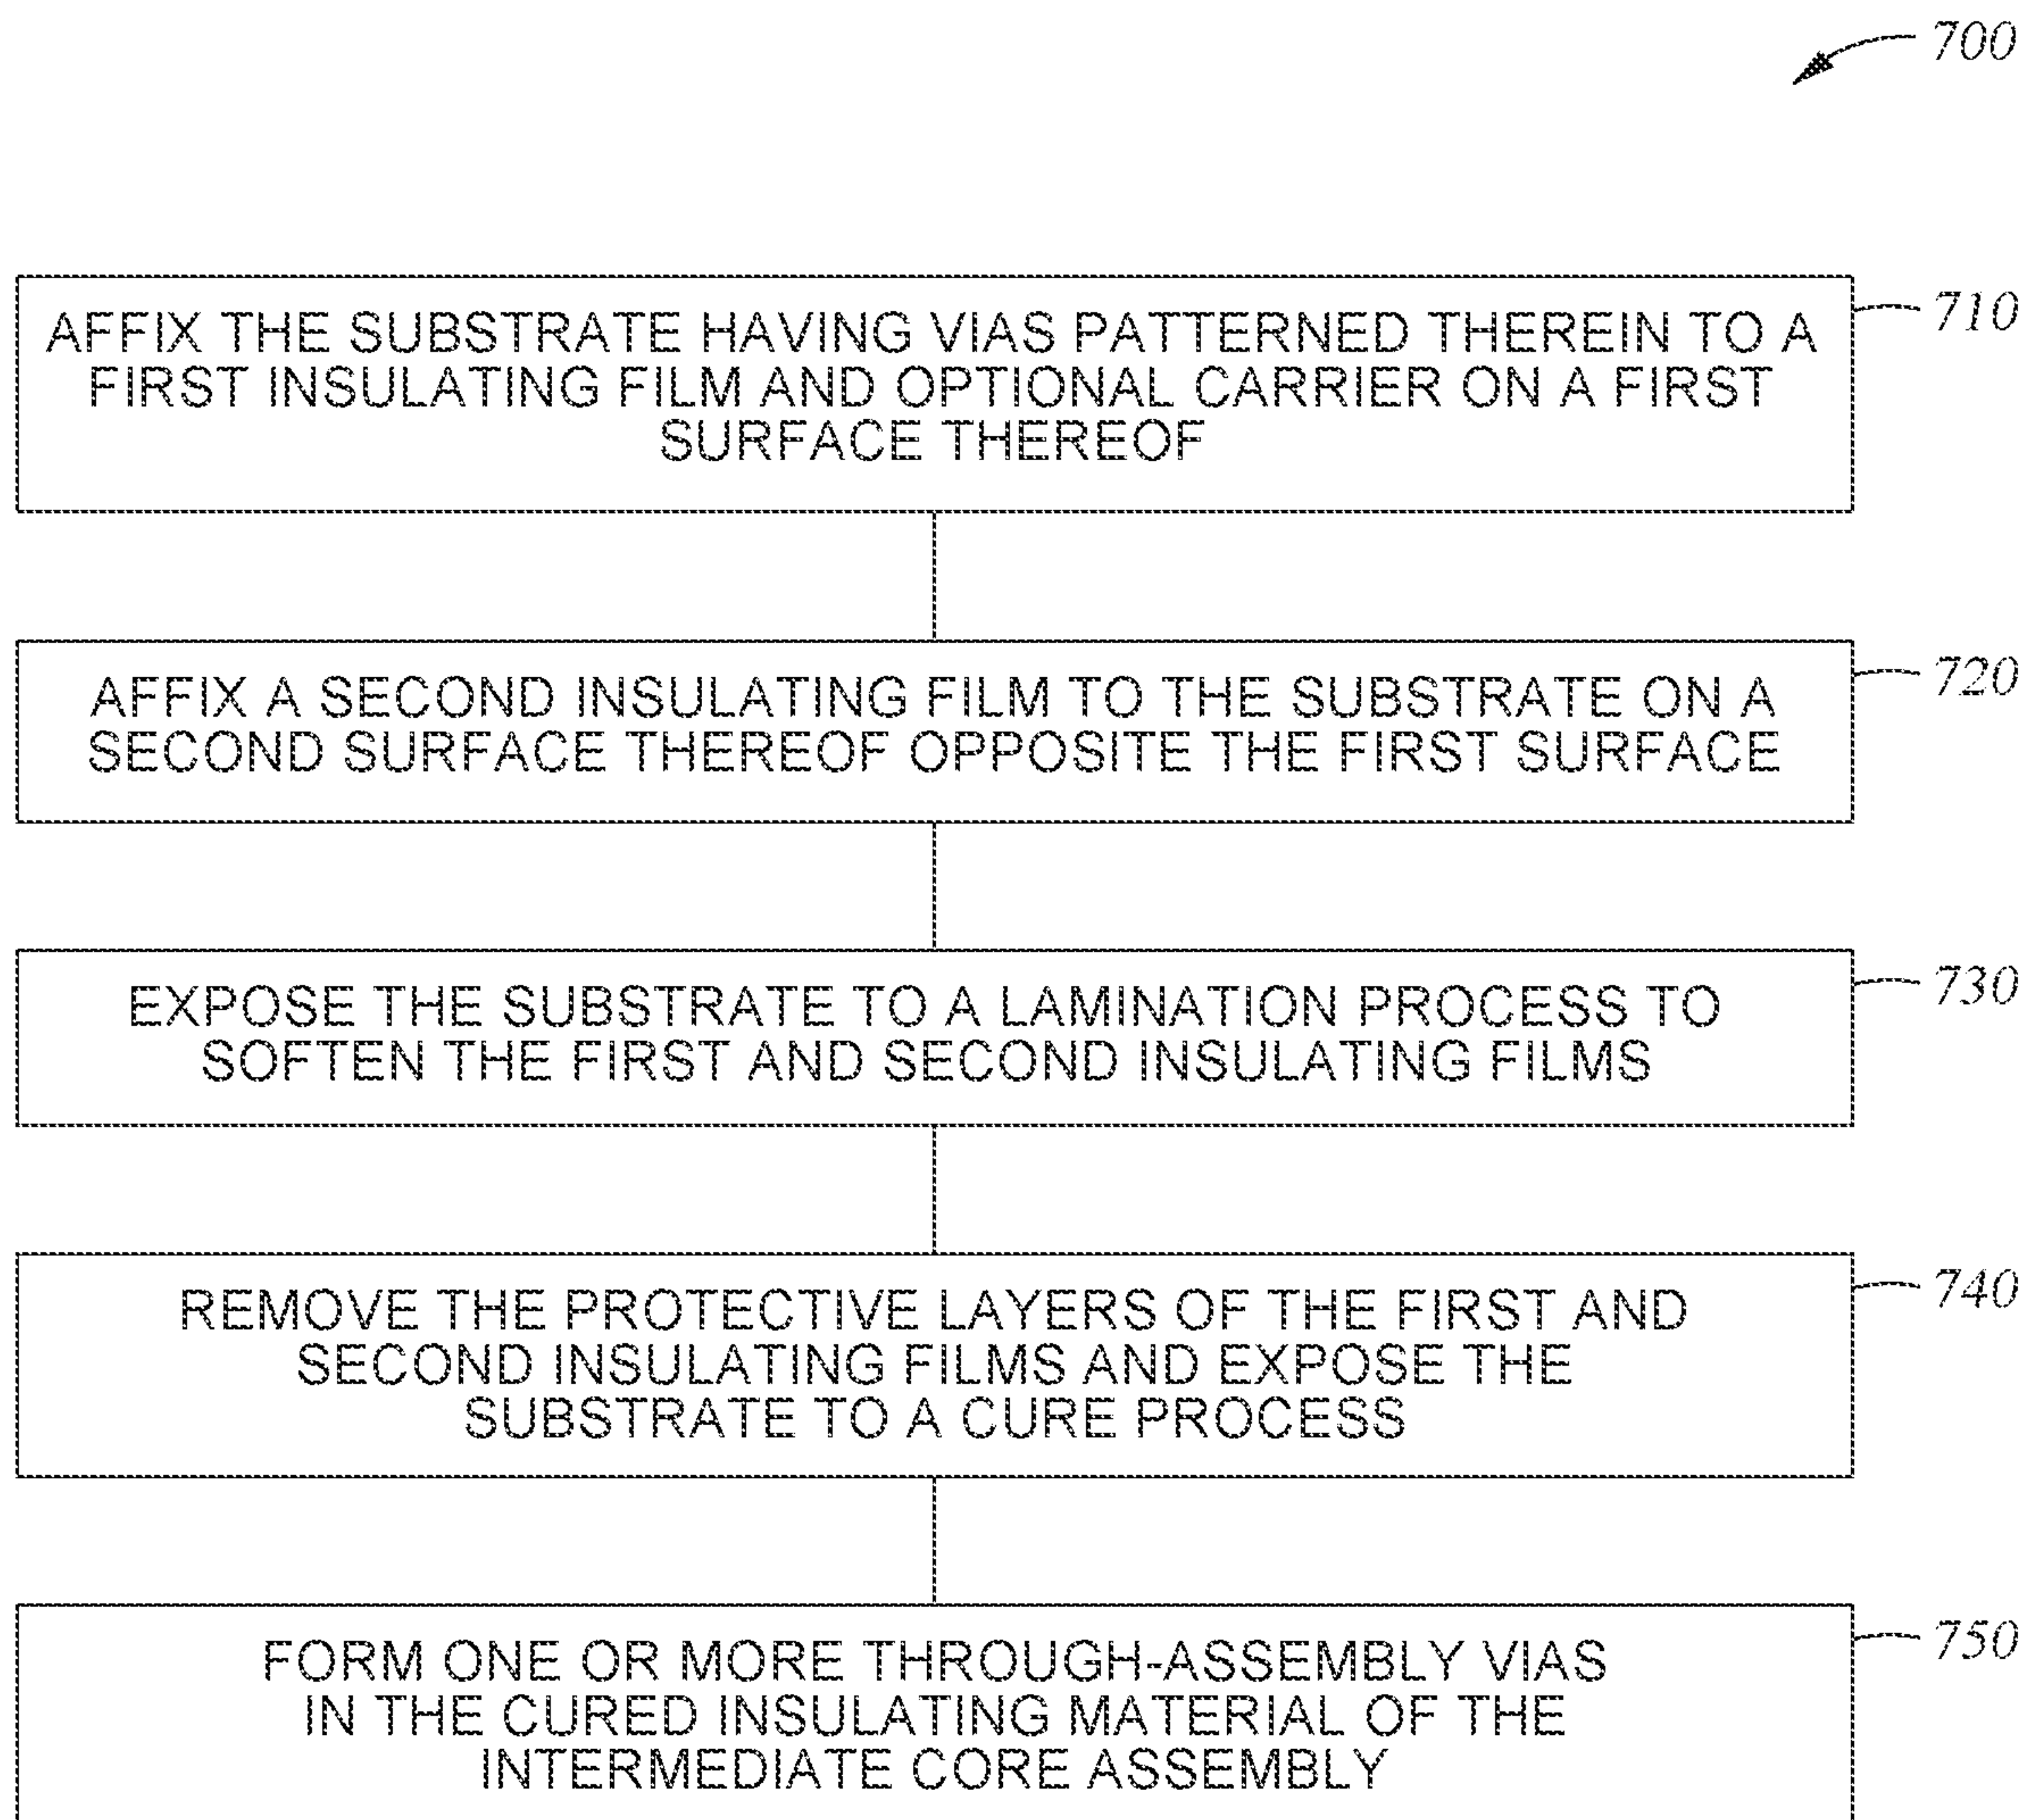 700
710
AFFIX THE SUBSTRATE HAVING VIAS PATTERNED THEREIN TO A
FIRST INSULATING FILM AND OPTIONAL CARRIER ON A FIRST
SURFACE THEREOF
720
AFFIX A SECOND INSULATING FILM TO THE SUBSTRATE ON A
SECOND SURFACE THEREOF OPPOSITE THE FIRST SURFACE
730
EXPOSE THE SUBSTRATE TO A LAMINATION PROCESS TO
SOFTEN THE FIRST AND SECOND INSULATING FILMS
740
REMOVE THE PROTECTIVE LAYERS OF THE FIRST AND
SECOND INSULATING FILMS AND EXPOSE THE
SUBSTRATE TO A CURE PROCESS
750
FORM ONE OR MORE THROUGH-ASSEMBLY VIAS
IN THE CURED INSULATING MATERIAL OF THE
INTERMEDIATE CORE ASSEMBLY